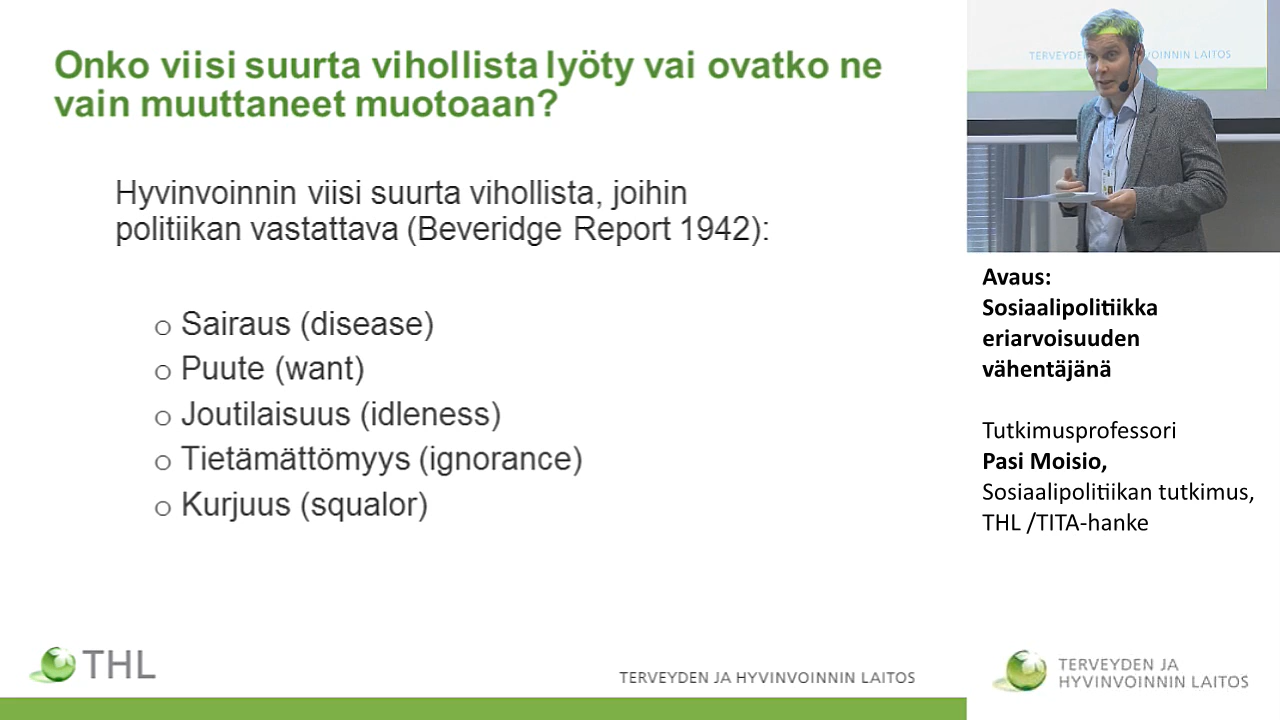 Onko viisi suurta vihollista lyöty vai ovatko ne
vain muuttaneet muotoaan?
Hyvinvoinnin viisi suurta vihollista, joihin
politiikan vastattava (Beveridge Report 1942):
o Sairaus (disease)
o Puute (want)
o Joutilaisuus (idleness)
o Tietämättömyys (ignorance)
o Kurjuus (squalor)
THL
TERVEYDEN JA HYVINVOINNIN LAITOS
TERVEYDEN VOINNIN LAITOS
Avaus:
Sosiaalipolitiikka
eriarvoisuuden
vähentäjänä
Tutkimusprofessori
Pasi Moisio,
Sosiaalipolitiikan tutkimus,
THL /TITA-hanke
TERVEYDEN JA
HYVINVOINNIN LAITOS